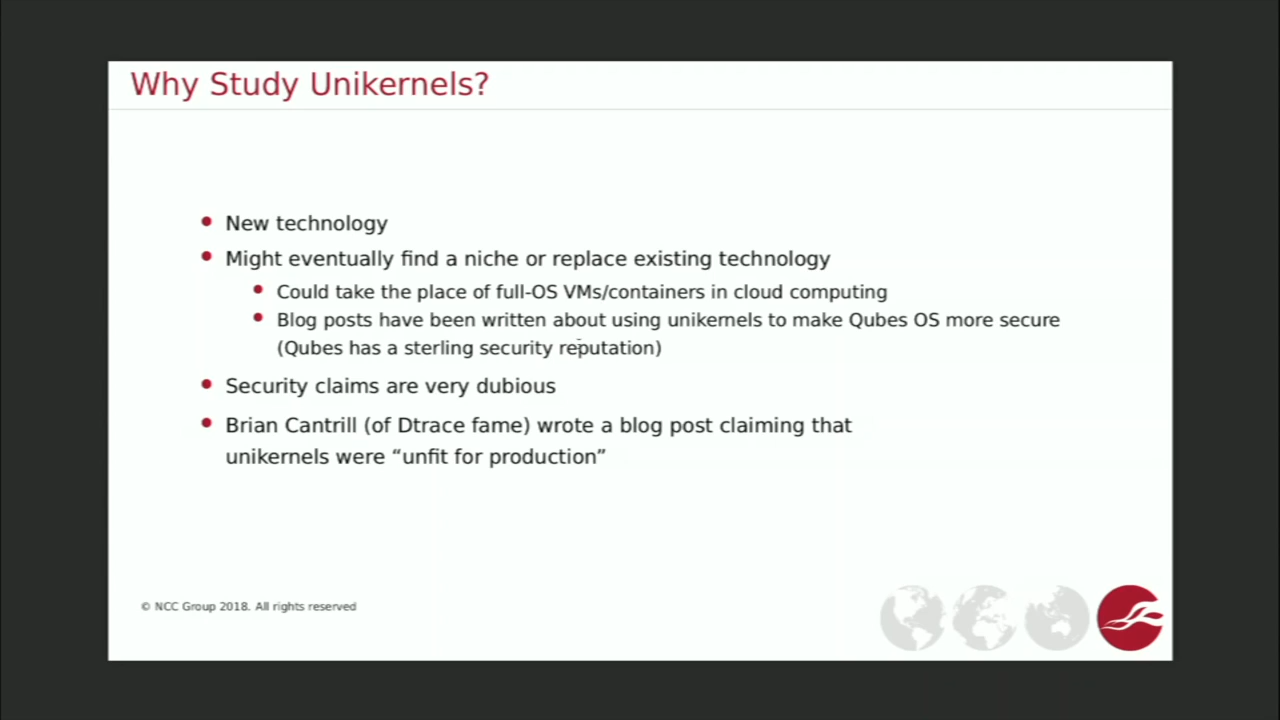 Why Study Unikernels?
New technology
Might eventually find a niche or replace existing technology
Could take the place of full-OS VMs/containers in cloud computing
Blog posts have been written about using unikernels to make Qubes OS more secure
(Qubes has a sterling security reputation)
Security claims are very dubious
Brian Cantrill (of Dtrace fame) wrote a blog post claiming that
unikernels were “unfit for production”
© NCC Group 2018. All rights reserved